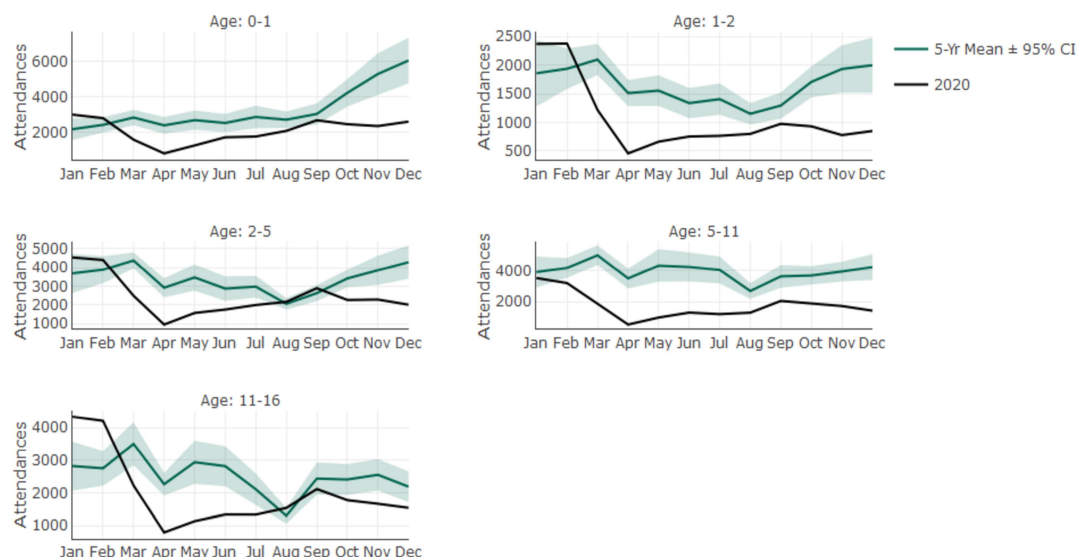 Age: 0-1
Attendances
6000
4000
2000
Jan Feb Mar Apr May Jun Jul Aug Sep Oct Nov Dec
Age: 1-2
Attendances
2500
2000
1500
1000
500
Jan Feb Mar Apr May Jun Jul Aug Sep Oct Nov Dec
5-Yr Mean ± 95% CI
2020
Age: 2-5
Attendances
5000
4000
3000
2000
1000
Jan Feb Mar Apr May Jun Jul Aug Sep Oct Nov Dec
Age: 5-11
Attendances
4000
2000
Jan Feb Mar Apr May Jun Jul Aug Sep Oct Nov Dec
Age: 11-16
Attendances
4000
3000
2000
1000
Jan Feb Mar Apr May Jun Jul Aug Sep Oct Nov Dec